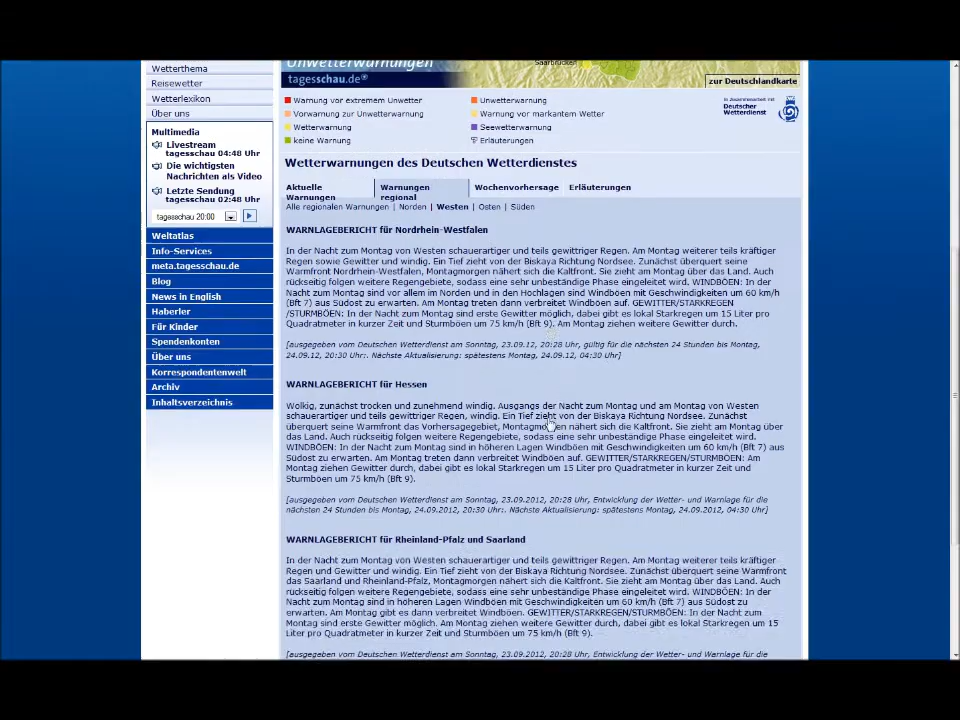 Unwetterwarnungen
Saarbrücken
tagesschau.de®
zur Deutschlandkarte
Wetterthema
Reisewetter
Wetterlexikon
Über uns
Multimedia
Livestream
tagesschau 04:48 Uhr
Die wichtigsten
Nachrichten als Video
Letzte Sendung
tagesschau 02:48 Uhr
tagesschau 20:00
Weltatlas
Info-Services
meta.tagesschau.de
Blog
News in English
Haberler
Für Kinder
Spendenkonten
Über uns
Korrespondentenwelt
Archiv
Inhaltsverzeichnis
Warnung vor extremem Unwetter
Unwetterwarnung
Vorwarnung zur Unwetterwarnung
Warnung vor markantem Wetter
Wetterwarnung
Seewetterwarnung
keine Warnung
Erläuterungen
in Zusammenarbeit mit
Deutscher
Wetterdienst
Wetterwarnungen des Deutschen Wetterdienstes
Aktuelle
Warnungen
Warnungen
regional
Wochenvorhersage
Erläuterungen
Alle regionalen Warnungen | Norden | Westen | Osten | Süden
WARNLAGEBERICHT für Nordrhein-Westfalen
In der Nacht zum Montag von Westen schauerartiger und teils gewittriger Regen. Am Montag weiterer teils kräftiger
Regen sowie Gewitter und windig. Ein Tief zieht von der Biskaya Richtung Nordsee. Zunächst überquert seine
Warmfront Nordrhein-Westfalen, Montagmorgen nähert sich die Kaltfront. Sie zieht am Montag über das Land. Auch
rückseitig folgen weitere Regengebiete, sodass eine sehr unbeständige Phase eingeleitet wird. WINDBÖEN: In der
Nacht zum Montag sind vor allem im Norden und in den Hochlagen sind Windböen mit Geschwindigkeiten um 60 km/h
(Bft 7) aus Südost zu erwarten. Am Montag treten dann verbreitet Windböen auf. GEWITTER/STARKREGEN
/STURMBÖEN: In der Nacht zum Montag sind erste Gewitter möglich, dabei gibt es lokal Starkregen um 15 Liter pro
Quadratmeter in kurzer Zeit und Sturmböen um 75 km/h (Bft 9). Am Montag ziehen weitere Gewitter durch.
[ausgegeben vom Deutschen Wetterdienst am Sonntag, 23.09.12, 20:28 Uhr, gültig für die nächsten 24 Stunden bis Montag,
24.09.12, 20:30 Uhr:. Nächste Aktualisierung: spätestens Montag, 24.09.12, 04:30 Uhr]
WARNLAGEBERICHT für Hessen
Wolkig, zunächst trocken und zunehmend windig. Ausgangs der Nacht zum Montag und am Montag von Westen
schauerartiger und teils gewittriger Regen, windig. Ein Tief zieht von der Biskaya Richtung Nordsee. Zunächst
überquert seine Warmfront das Vorhersagegebiet, Montagmorgen nähert sich die Kaltfront. Sie zieht am Montag über
das Land. Auch rückseitig folgen weitere Regengebiete, sodass eine sehr unbeständige Phase eingeleitet wird.
WINDBÖEN: In der Nacht zum Montag sind in höheren Lagen Windböen mit Geschwindigkeiten um 60 km/h (Bft 7) aus
Südost zu erwarten. Am Montag treten dann verbreitet Windböen auf. GEWITTER/STARKREGEN/STURMBÖEN: Am
Montag ziehen Gewitter durch, dabei gibt es lokal Starkregen um 15 Liter pro Quadratmeter in kurzer Zeit und
Sturmböen um 75 km/h (Bft 9).
[ausgegeben vom Deutschen Wetterdienst am Sonntag, 23.09.2012, 20:28 Uhr, Entwicklung der Wetter- und Warnlage für die
nächsten 24 Stunden bis Montag, 24.09.2012, 20:30 Uhr:. Nächste Aktualisierung: spätestens Montag, 24.09.2012, 04:30 Uhr]
WARNLAGEBERICHT für Rheinland-Pfalz und Saarland
In der Nacht zum Montag von Westen schauerartiger und teils gewittriger Regen. Am Montag weiterer teils kräftiger
Regen und Gewitter und windig. Ein Tief zieht von der Biskaya Richtung Nordsee. Zunächst überquert seine Warmfront
das Saarland und Rheinland-Pfalz, Montagmorgen nähert sich die Kaltfront. Sie zieht am Montag über das Land. Auch
rückseitig folgen weitere Regengebiete, sodass eine sehr unbeständige Phase eingeleitet wird. WINDBÖEN: In der
Nacht zum Montag sind in höheren Lagen Windböen mit Geschwindigkeiten um 60 km/h (Bft 7) aus Südost zu
erwarten. Am Montag gibt es dann verbreitet Windböen. GEWITTER/STARKREGEN/STURMBÖEN: In der Nacht zum
Montag sind erste Gewitter möglich. Am Montag ziehen weitere Gewitter durch, dabei gibt es lokal Starkregen um 15
Liter pro Quadratmeter in kurzer Zeit und Sturmböen um 75 km/h (Bft 9).
[ausgegeben vom Deutschen Wetterdienst am Sonntag, 23.09.2012, 20:28 Uhr, Entwicklung der Wetter- und Warnlage für die